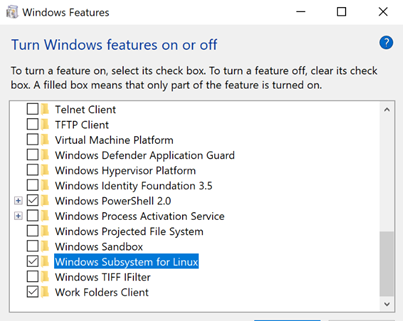 Windows Features
Turn Windows features on or off
To turn a feature on, select its check box. To turn a feature off, clear its check
box. A filled box means that only part of the feature is turned on.
Telnet Client
TFTP Client
Virtual Machine Platform
Windows Defender Application Guard
Windows Hypervisor Platform
Windows Identity Foundation 3.5
Windows PowerShell 2.0
Windows Process Activation Service
Windows Projected File System
Windows Sandbox
Windows Subsystem for Linux
Windows TIFF IFilter
Work Folders Client